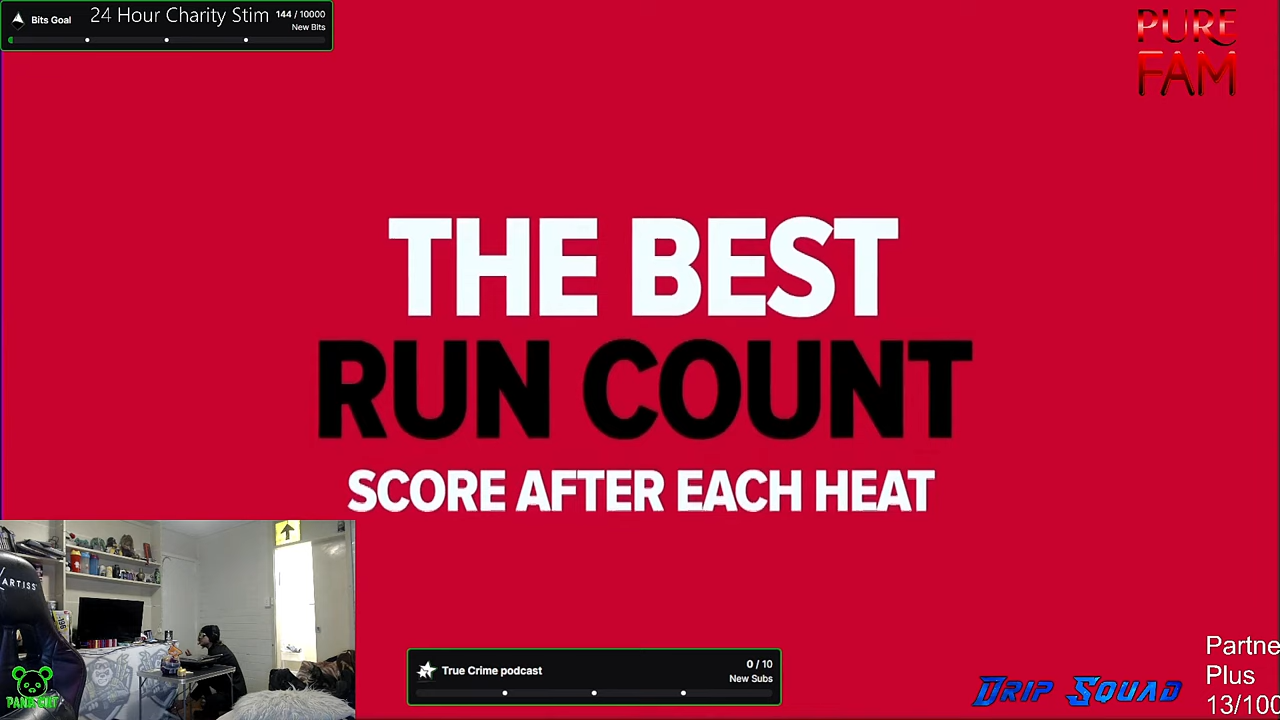 Bits Goal
24 Hour Charity Stim
144 / 10000
New Bits
PURE
FAM
THE BEST
RUN COUNT
SCORE AFTER EACH HEAT
ARTISS
True Crime podcast
0 / 10
New Subs
DRIP SQUAD
Partne
Plus
13/100